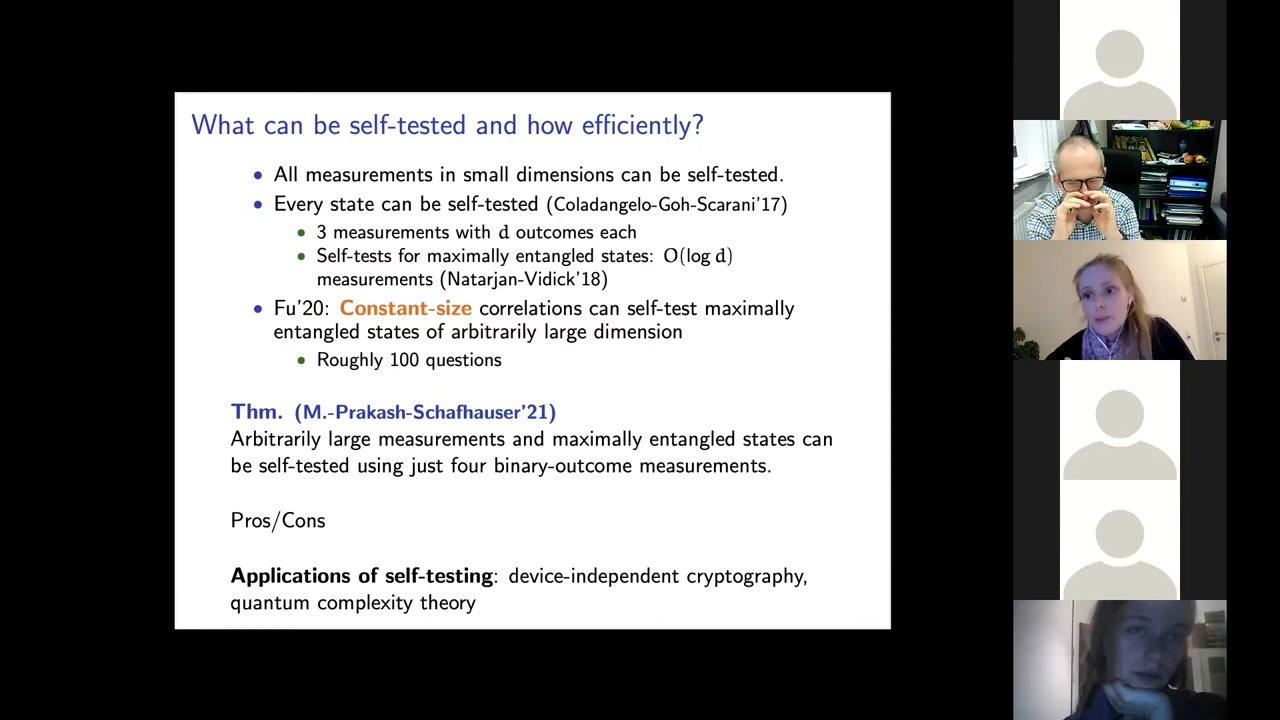 What can be self-tested and how efficiently?
• All measurements in small dimensions can be self-tested.
• Every state can be self-tested (Coladangelo-Goh-Scarani'17)
• 3 measurements with d outcomes each
• Self-tests for maximally entangled states: O(log d)
measurements (Natarjan-Vidick'18)
• Fu'20: Constant-size correlations can self-test maximally
entangled states of arbitrarily large dimension
• Roughly 100 questions
Thm. (M.-Prakash-Schafhauser'21)
Arbitrarily large measurements and maximally entangled states can
be self-tested using just four binary-outcome measurements.
Pros/Cons
Applications of self-testing: device-independent cryptography,
quantum complexity theory